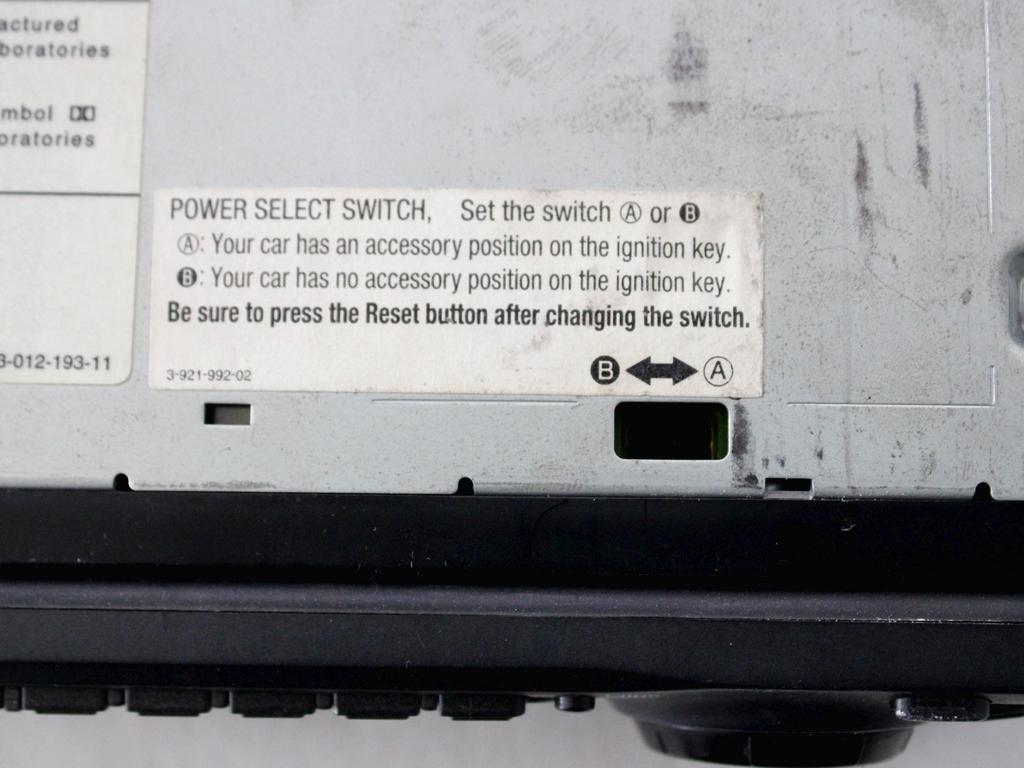 actured
boratories
mbol
oratories
3-012-193-11
POWER SELECT SWITCH, Set the switch Ⓐ or 🅑
Ⓐ: Your car has an accessory position on the ignition key.
🅑: Your car has no accessory position on the ignition key.
Be sure to press the Reset button after changing the switch.
🅑 ⬌ Ⓐ
3-921-992-02